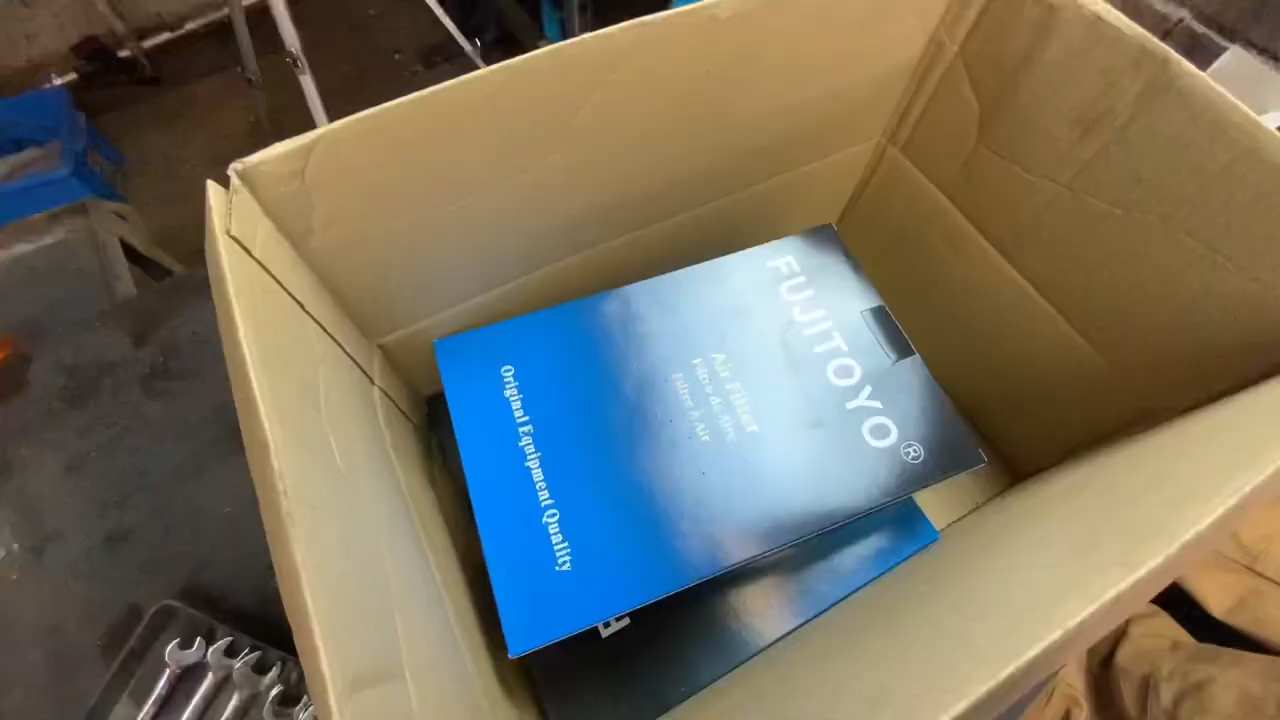 FUJITOYO®
Air Filter
Filtro de Aire
Filtre À Air
Original Equipment Quality
F